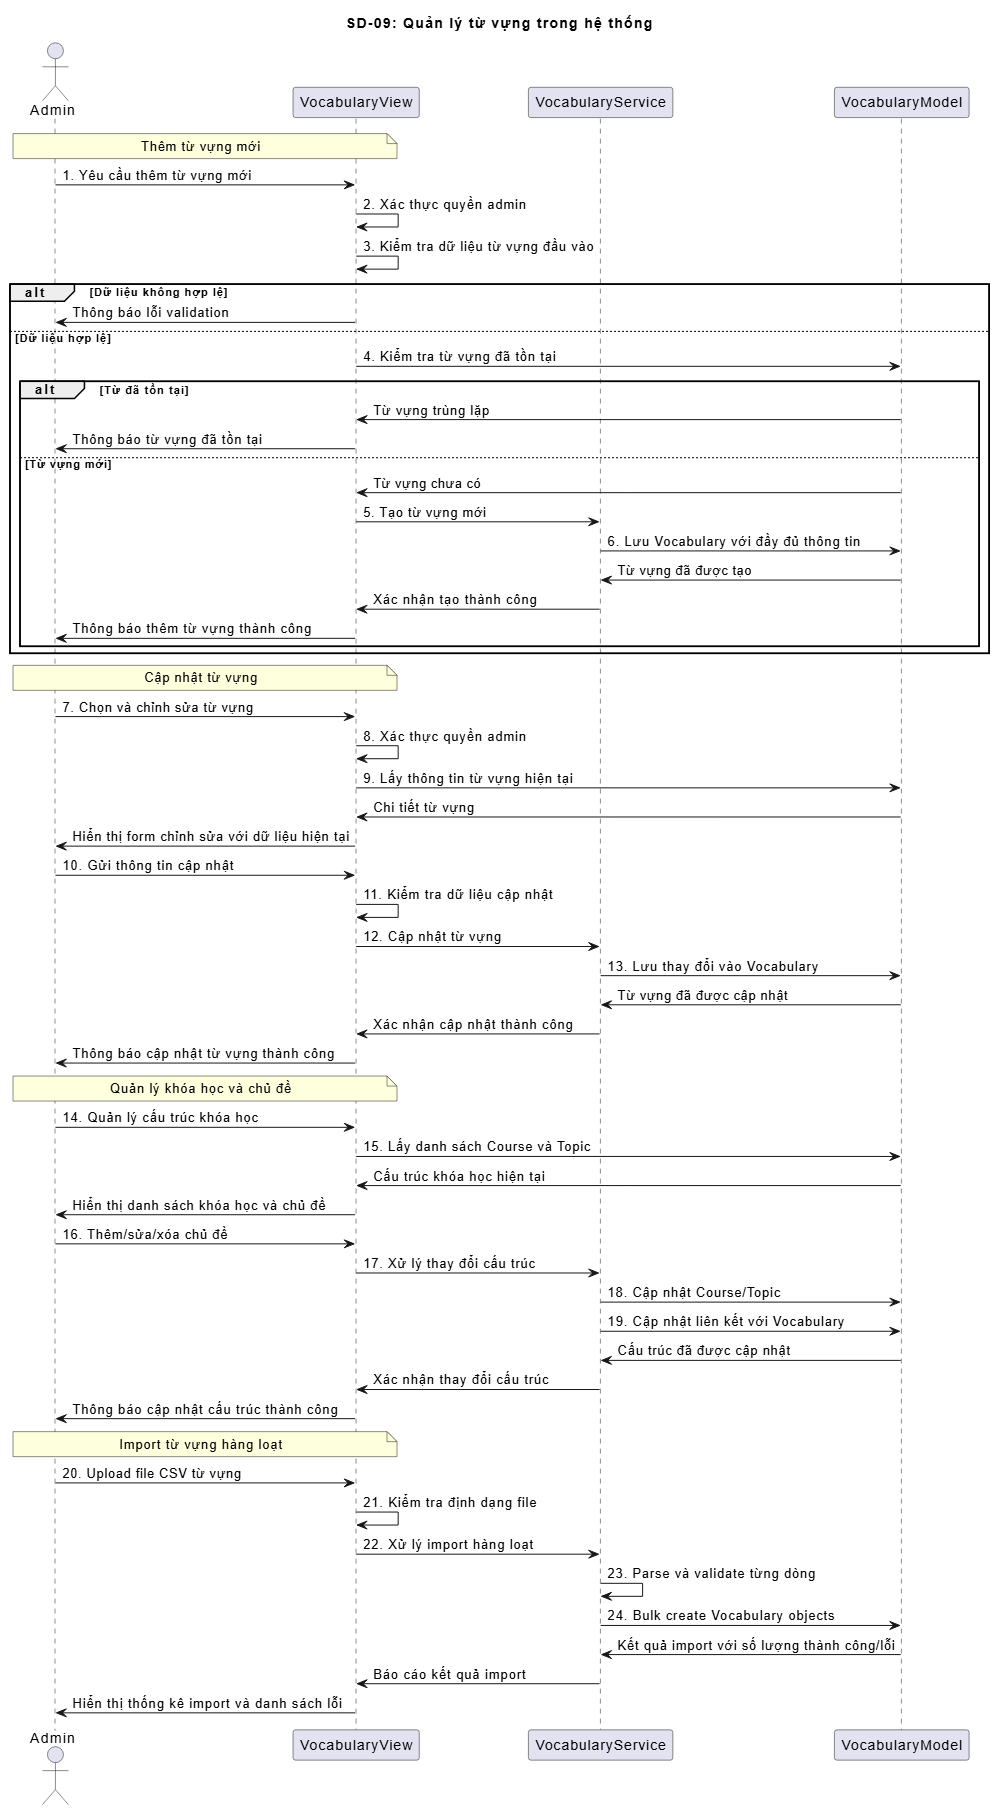 SD-09: Quản lý từ vựng trong hệ thống
Admin
VocabularyView
VocabularyService
VocabularyModel
Thêm từ vựng mới
1. Yêu cầu thêm từ vựng mới
2. Xác thực quyền admin
3. Kiểm tra dữ liệu từ vựng đầu vào
alt
[Dữ liệu không hợp lệ]
Thông báo lỗi validation
[Dữ liệu hợp lệ]
4. Kiểm tra từ vựng đã tồn tại
alt
[Từ đã tồn tại]
Từ vựng trùng lặp
Thông báo từ vựng đã tồn tại
[Từ vựng mới]
Từ vựng chưa có
5. Tạo từ vựng mới
6. Lưu Vocabulary với đầy đủ thông tin
Từ vựng đã được tạo
Xác nhận tạo thành công
Thông báo thêm từ vựng thành công
Cập nhật từ vựng
7. Chọn và chỉnh sửa từ vựng
8. Xác thực quyền admin
9. Lấy thông tin từ vựng hiện tại
Chi tiết từ vựng
Hiển thị form chỉnh sửa với dữ liệu hiện tại
10. Gửi thông tin cập nhật
11. Kiểm tra dữ liệu cập nhật
12. Cập nhật từ vựng
13. Lưu thay đổi vào Vocabulary
Từ vựng đã được cập nhật
Xác nhận cập nhật thành công
Thông báo cập nhật từ vựng thành công
Quản lý khóa học và chủ đề
14. Quản lý cấu trúc khóa học
15. Lấy danh sách Course và Topic
Cấu trúc khóa học hiện tại
Hiển thị danh sách khóa học và chủ đề
16. Thêm/sửa/xóa chủ đề
17. Xử lý thay đổi cấu trúc
18. Cập nhật Course/Topic
19. Cập nhật liên kết với Vocabulary
Cấu trúc đã được cập nhật
Xác nhận thay đổi cấu trúc
Thông báo cập nhật cấu trúc thành công
Import từ vựng hàng loạt
20. Upload file CSV từ vựng
21. Kiểm tra định dạng file
22. Xử lý import hàng loạt
23. Parse và validate từng dòng
24. Bulk create Vocabulary objects
Kết quả import với số lượng thành công/lỗi
Báo cáo kết quả import
Hiển thị thống kê import và danh sách lỗi
Admin
VocabularyView
VocabularyService
VocabularyModel